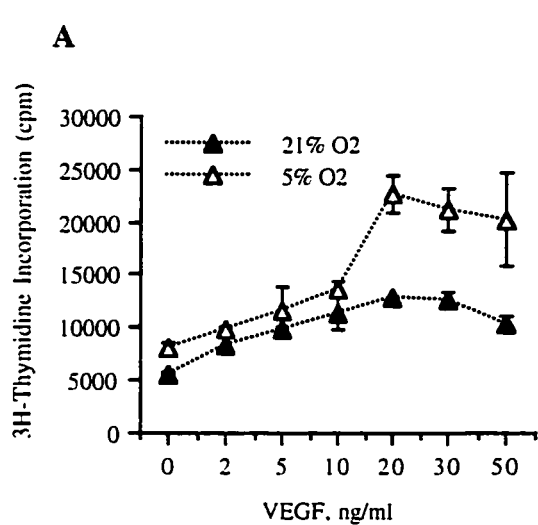 A
3H-Thymidine Incorporation (cpm)
30000
25000
20000
15000
10000
5000
0
21% O2
5% O2
0 2 5 10 20 30 50
VEGF, ng/ml